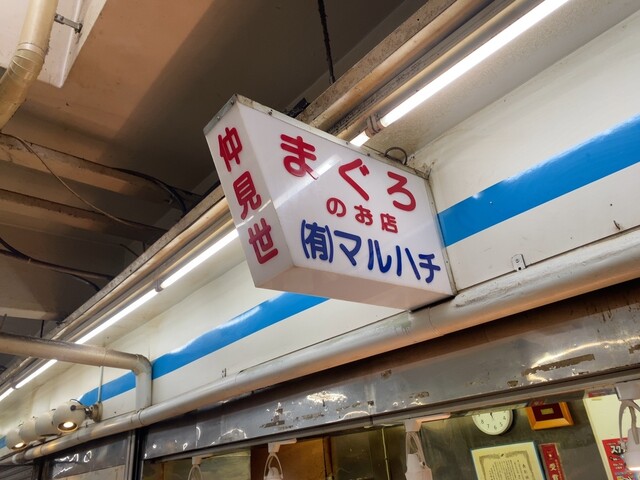 仲見世
まぐろ
のお店
(有)マルハチ